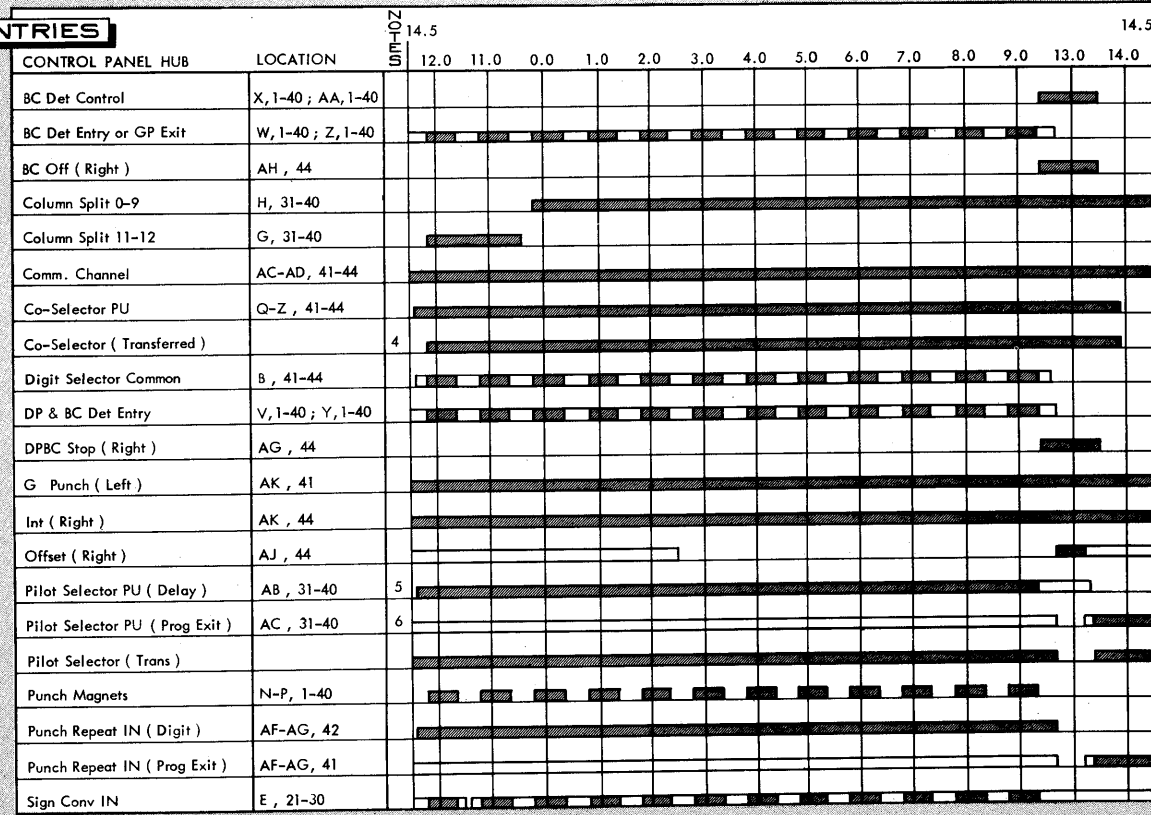 NTRIES
NOTES
14.5 14.5
CONTROL PANEL HUB LOCATION 12.0 11.0 0.0 1.0 2.0 3.0 4.0 5.0 6.0 7.0 8.0 9.0 13.0 14.0
BC Det Control X, 1-40 ; AA, 1-40
BC Det Entry or GP Exit W, 1-40 ; Z, 1-40
BC Off ( Right ) AH , 44
Column Split 0-9 H, 31-40
Column Split 11-12 G, 31-40
Comm. Channel AC-AD, 41-44
Co-Selector PU Q-Z , 41-44
Co-Selector ( Transferred ) 4
Digit Selector Common B , 41-44
DP & BC Det Entry V, 1-40 ; Y, 1-40
DPBC Stop ( Right ) AG , 44
G Punch ( Left ) AK , 41
Int ( Right ) AK , 44
Offset ( Right ) AJ , 44
Pilot Selector PU ( Delay ) AB , 31-40 5
Pilot Selector PU ( Prog Exit ) AC , 31-40 6
Pilot Selector ( Trans )
Punch Magnets N-P, 1-40
Punch Repeat IN ( Digit ) AF-AG, 42
Punch Repeat IN ( Prog Exit ) AF-AG, 41
Sign Conv IN E , 21-30